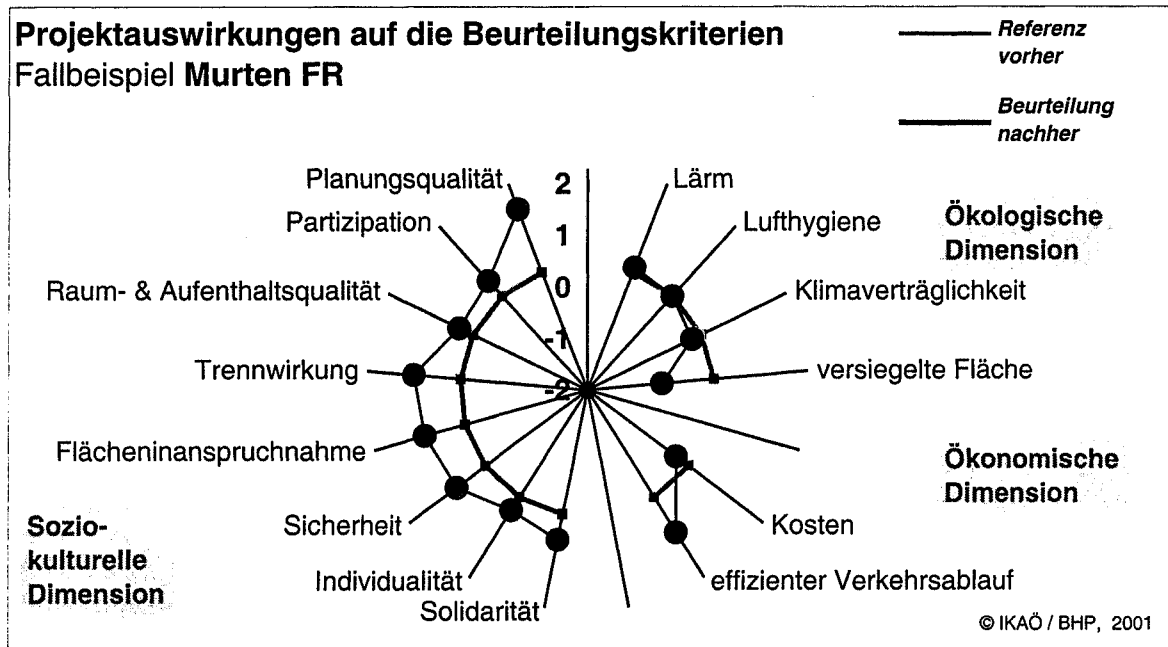 Projektauswirkungen auf die Beurteilungskriterien
Fallbeispiel Murten FR
Referenz
vorher
Beurteilung
nachher
Planungsqualität
Partizipation
Raum- & Aufenthaltsqualität
Trennwirkung
Flächeninanspruchnahme
Sicherheit
Individualität
Solidarität
Sozio-
kulturelle
Dimension
2
1
0
-1
-2
Lärm
Lufthygiene
Klimaverträglichkeit
versiegelte Fläche
Ökologische
Dimension
Ökonomische
Dimension
Kosten
effizienter Verkehrsablauf
© IKAÖ / BHP, 2001